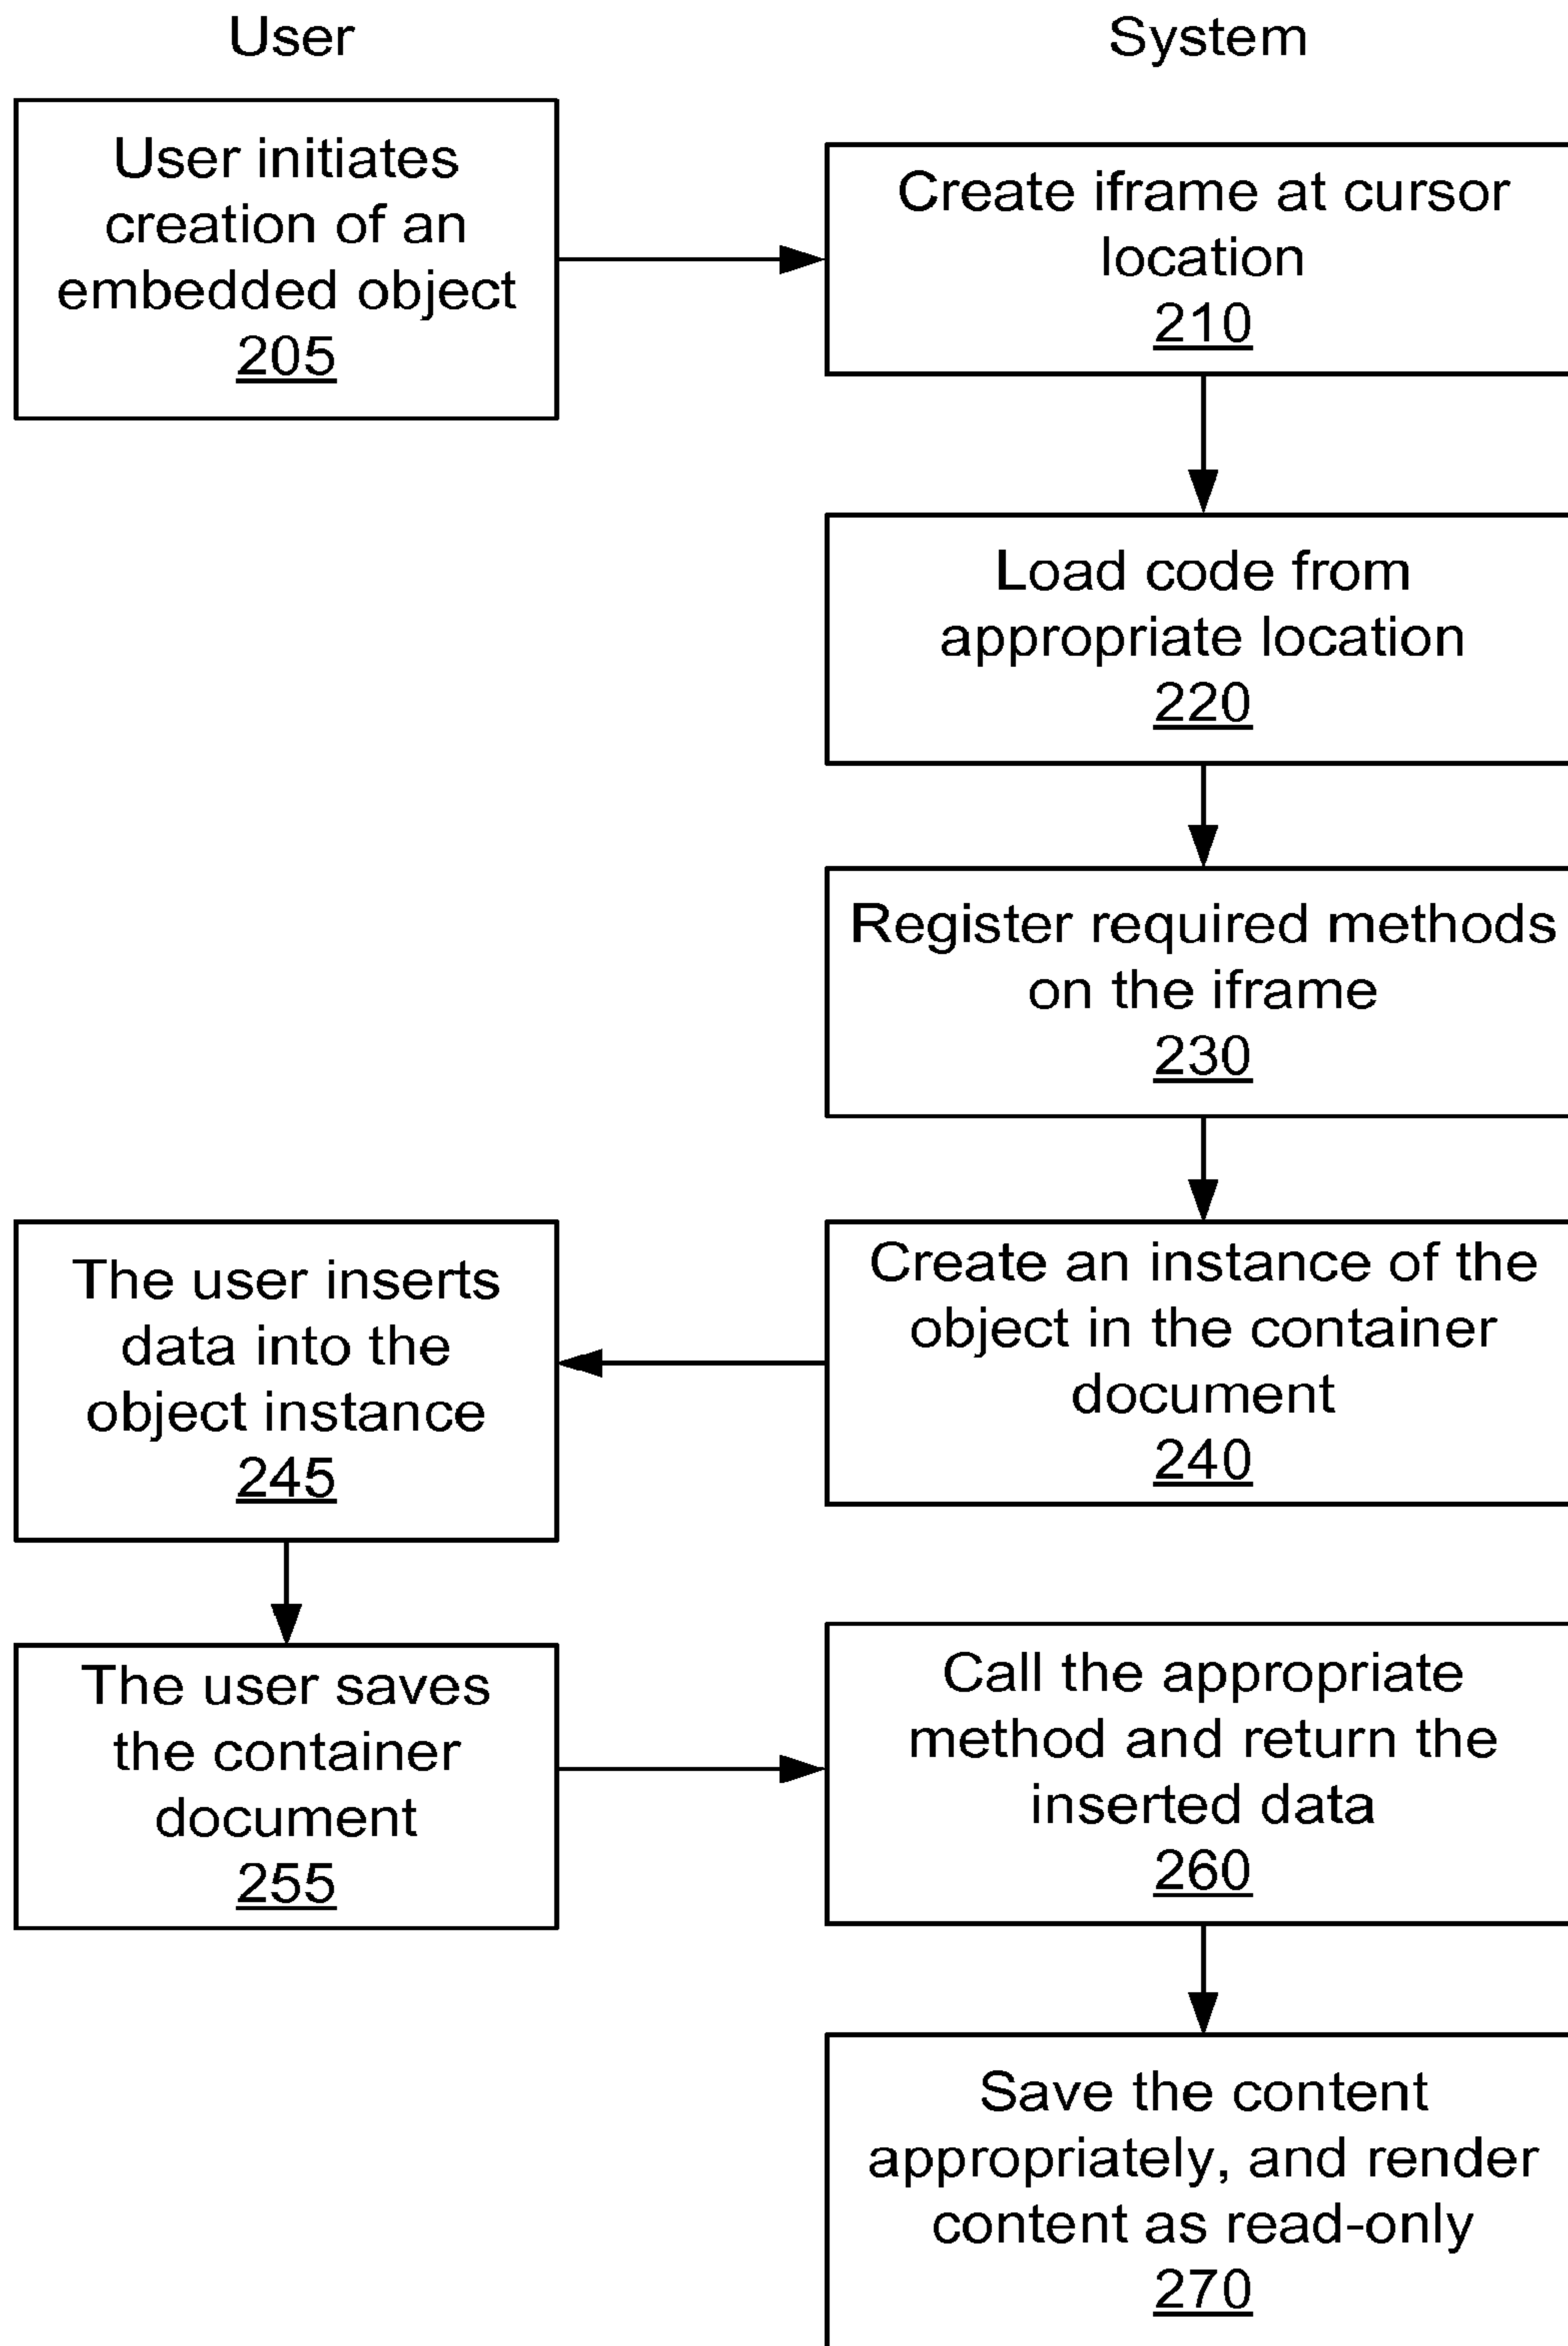 User
System
User initiates
creation of an
embedded object
205
Create iframe at cursor
location
210
Load code from
appropriate location
220
Register required methods
on the iframe
230
Create an instance of the
object in the container
document
240
The user inserts
data into the
object instance
245
The user saves
the container
document
255
Call the appropriate
method and return the
inserted data
260
Save the content
appropriately, and render
content as read-only
270